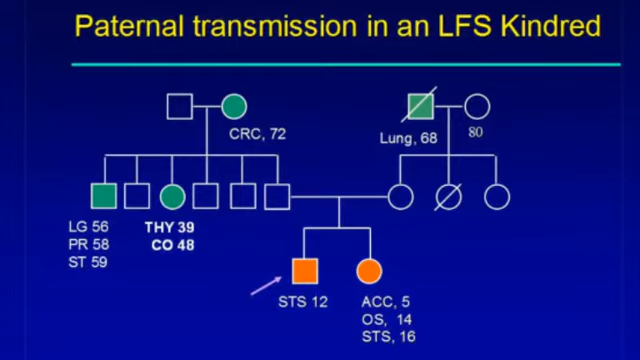 Paternal transmission in an LFS Kindred
CRC, 72
Lung, 68
80
LG 56
PR 58
ST 59
THY 39
CO 48
STS 12
ACC, 5
OS, 14
STS, 16